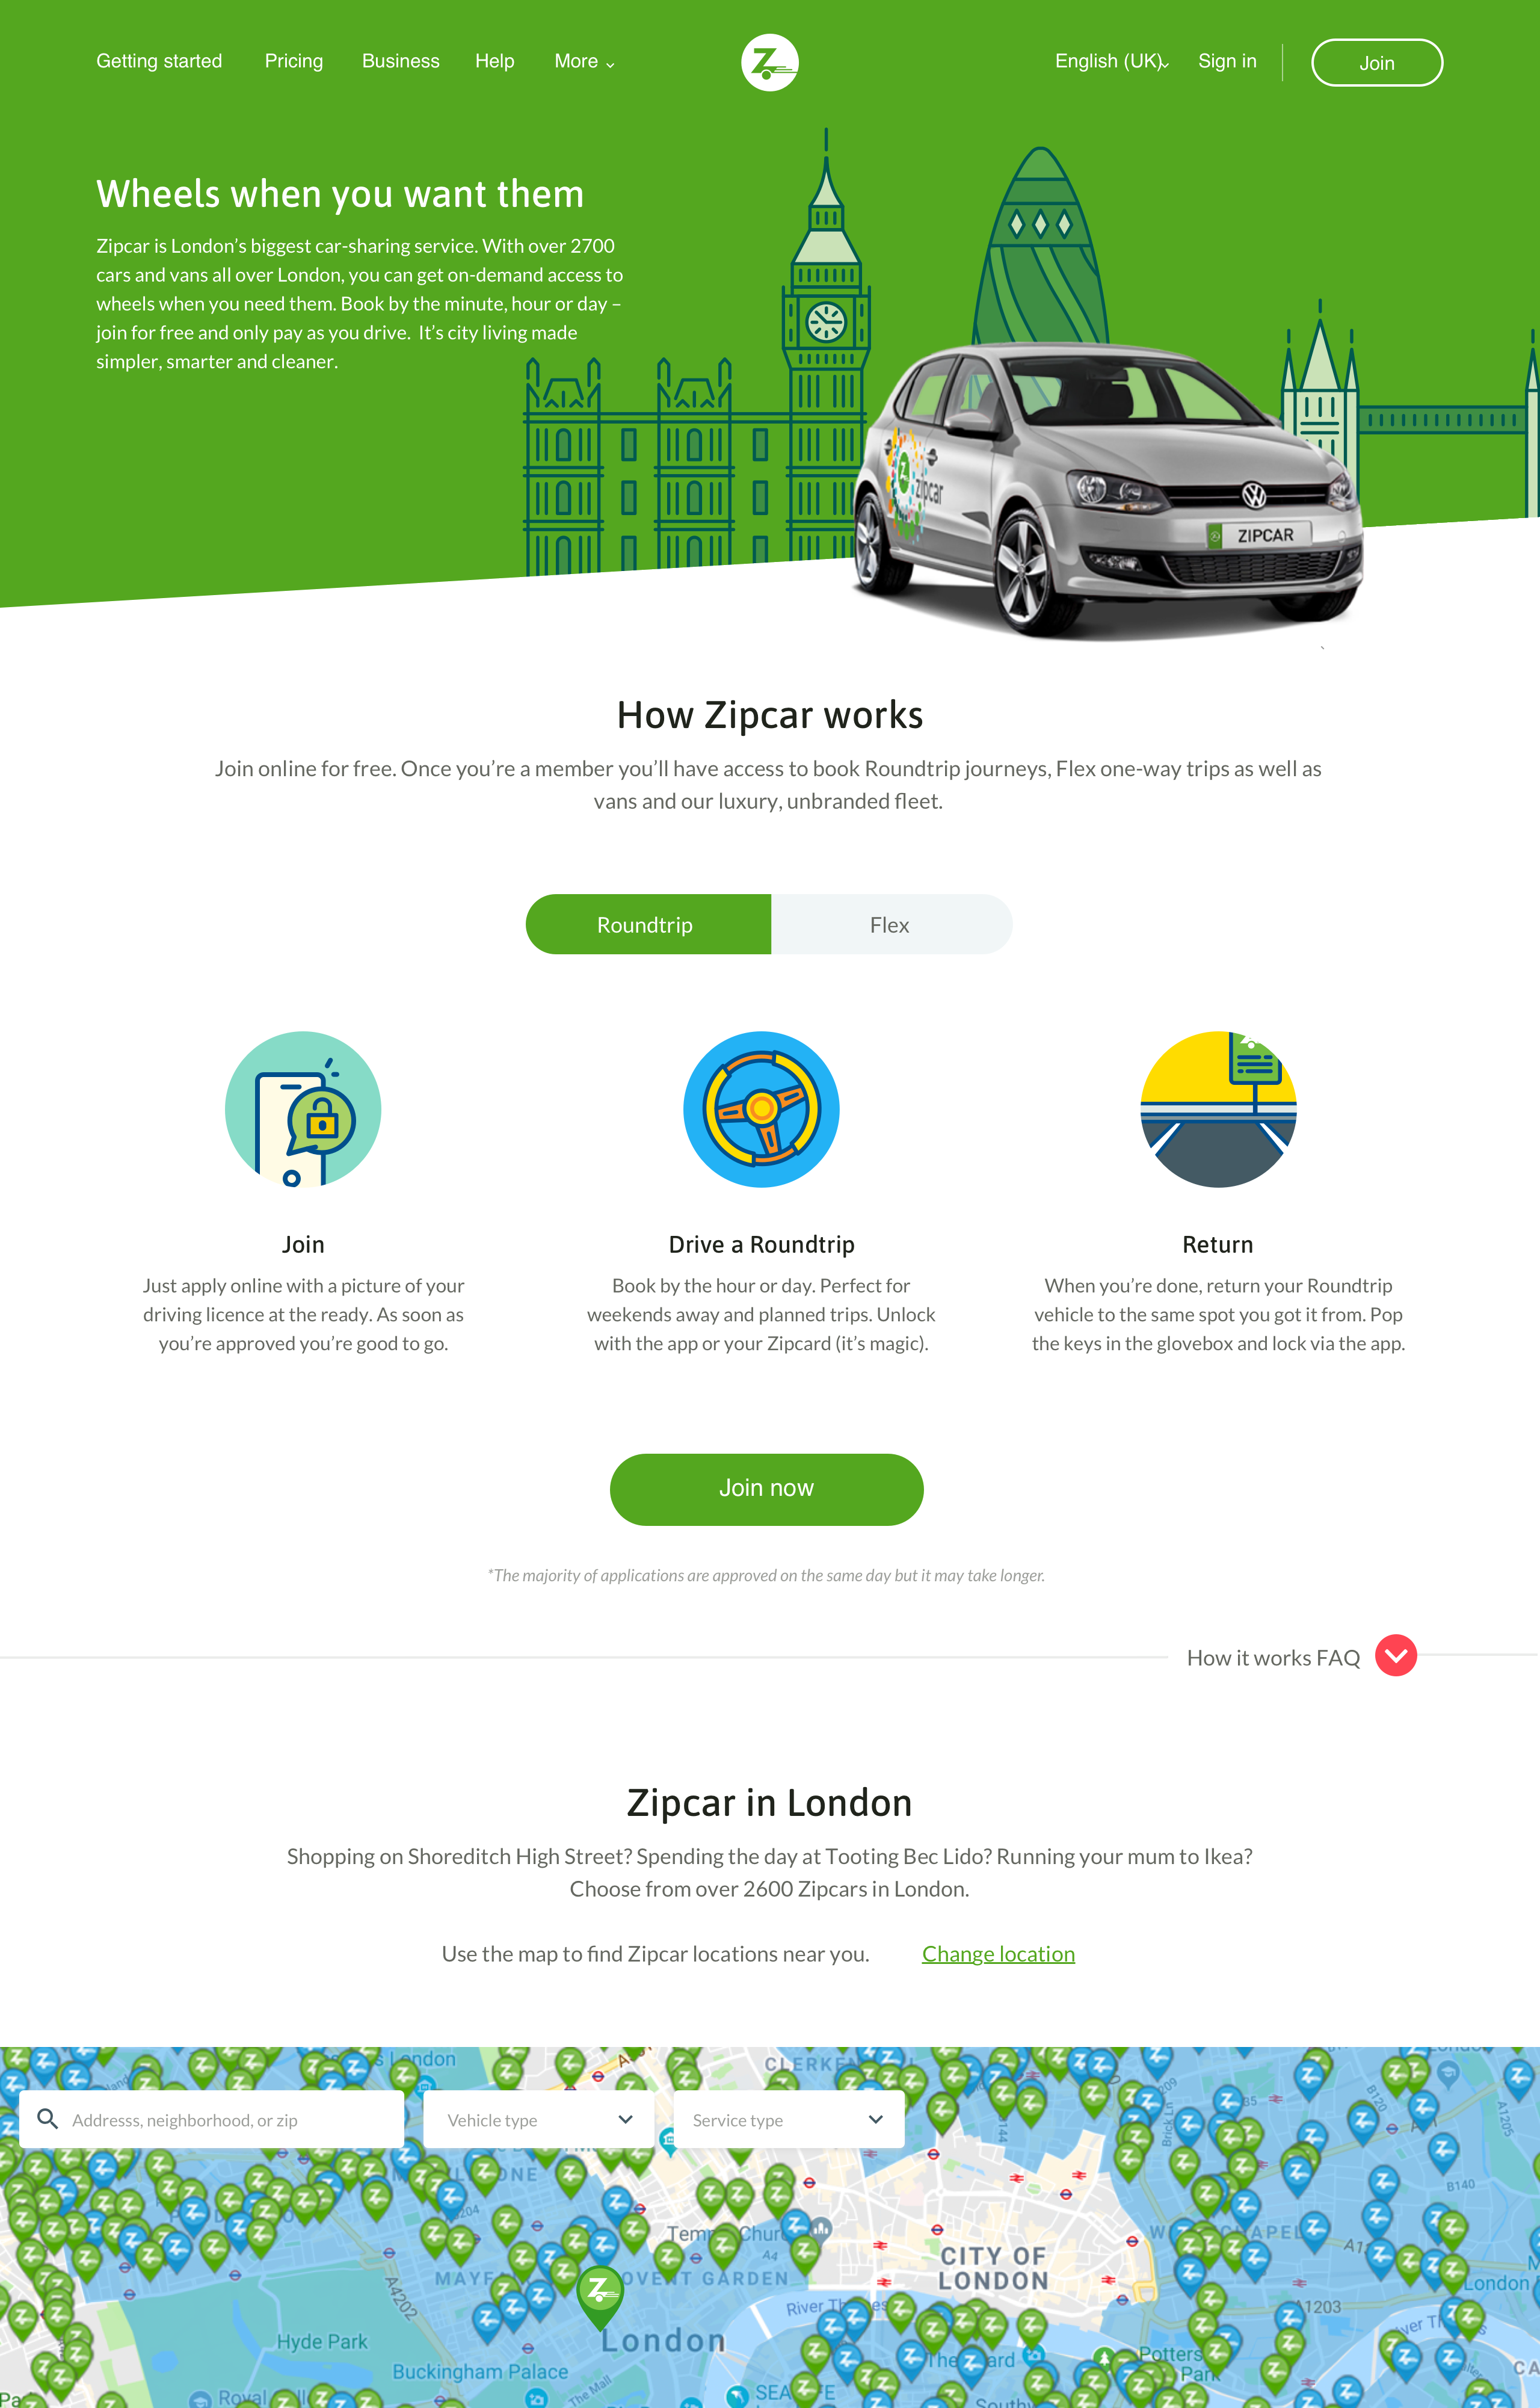 Getting started Pricing Business Help More
English (UK) Sign in Join
Wheels when you want them
Zipcar is London’s biggest car-sharing service. With over 2700
cars and vans all over London, you can get on-demand access to
wheels when you need them. Book by the minute, hour or day –
join for free and only pay as you drive. It’s city living made
simpler, smarter and cleaner.
zipcar
ZIPCAR
How Zipcar works
Join online for free. Once you’re a member you’ll have access to book Roundtrip journeys, Flex one-way trips as well as
vans and our luxury, unbranded fleet.
Roundtrip Flex
Join
Just apply online with a picture of your
driving licence at the ready. As soon as
you’re approved you’re good to go.
Drive a Roundtrip
Book by the hour or day. Perfect for
weekends away and planned trips. Unlock
with the app or your Zipcard (it’s magic).
Return
When you’re done, return your Roundtrip
vehicle to the same spot you got it from. Pop
the keys in the glovebox and lock via the app.
Join now
*The majority of applications are approved on the same day but it may take longer.
How it works FAQ
Zipcar in London
Shopping on Shoreditch High Street? Spending the day at Tooting Bec Lido? Running your mum to Ikea?
Choose from over 2600 Zipcars in London.
Use the map to find Zipcar locations near you. Change location
Addresss, neighborhood, or zip
Vehicle type
Service type
B140
A4
CITY OF
LONDON
GARDEN
A4202
River
A1203
London
London
Hyde Park
Buckingham Palace
The Mall
Potters
Park
Royal
A1205
B120